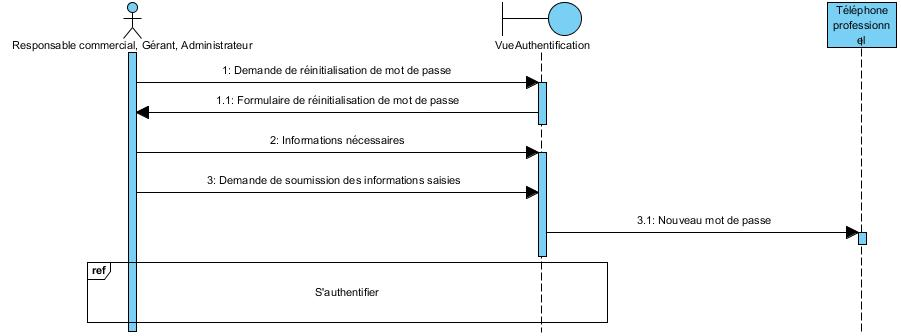 Téléphone
professionn
el
Responsable commercial, Gérant, Administrateur
VueAuthentification
1: Demande de réinitialisation de mot de passe
1.1: Formulaire de réinitialisation de mot de passe
2: Informations nécessaires
3: Demande de soumission des informations saisies
3.1: Nouveau mot de passe
ref
S'authentifier